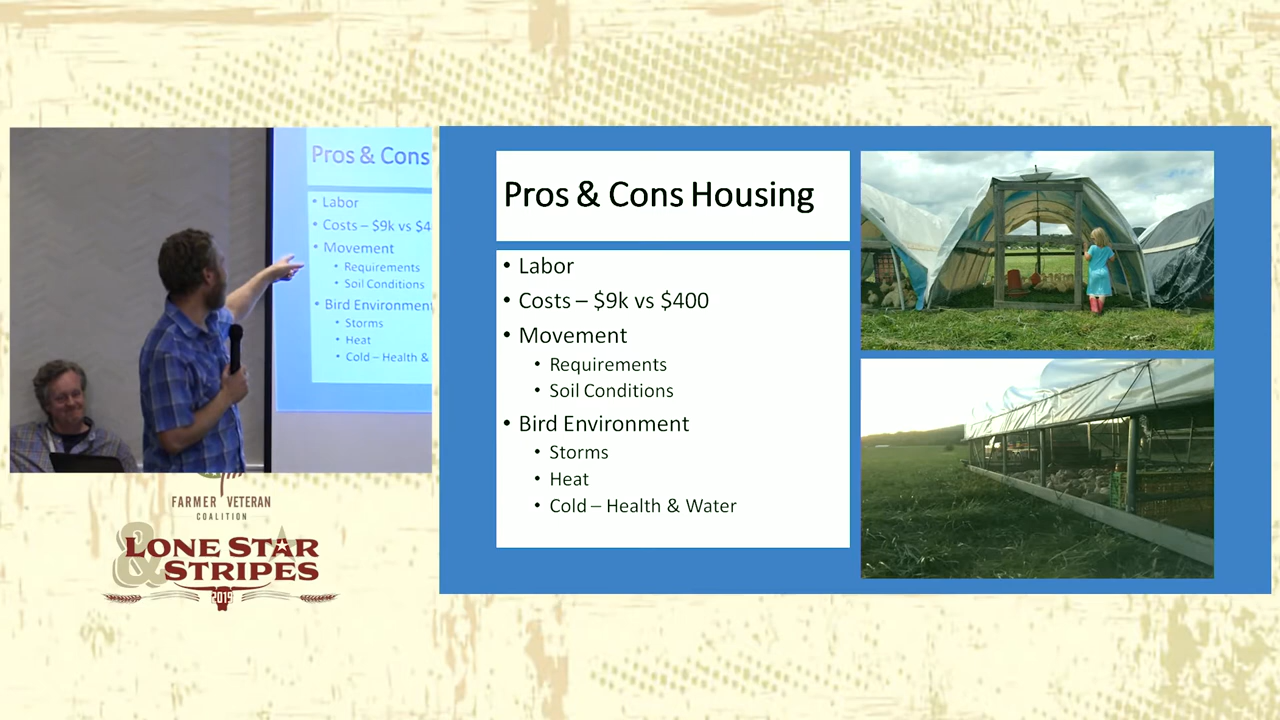 Pros & Cons
• Labor
• Costs – $9k vs $4
• Movement
• Requirements
• Soil Conditions
• Bird Environment
• Storms
• Heat
• Cold – Health &
FARMER VETERAN
COALITION
&
LONE STAR
STRIPES
2019
Pros & Cons Housing
• Labor
• Costs – $9k vs $400
• Movement
• Requirements
• Soil Conditions
• Bird Environment
• Storms
• Heat
• Cold – Health & Water